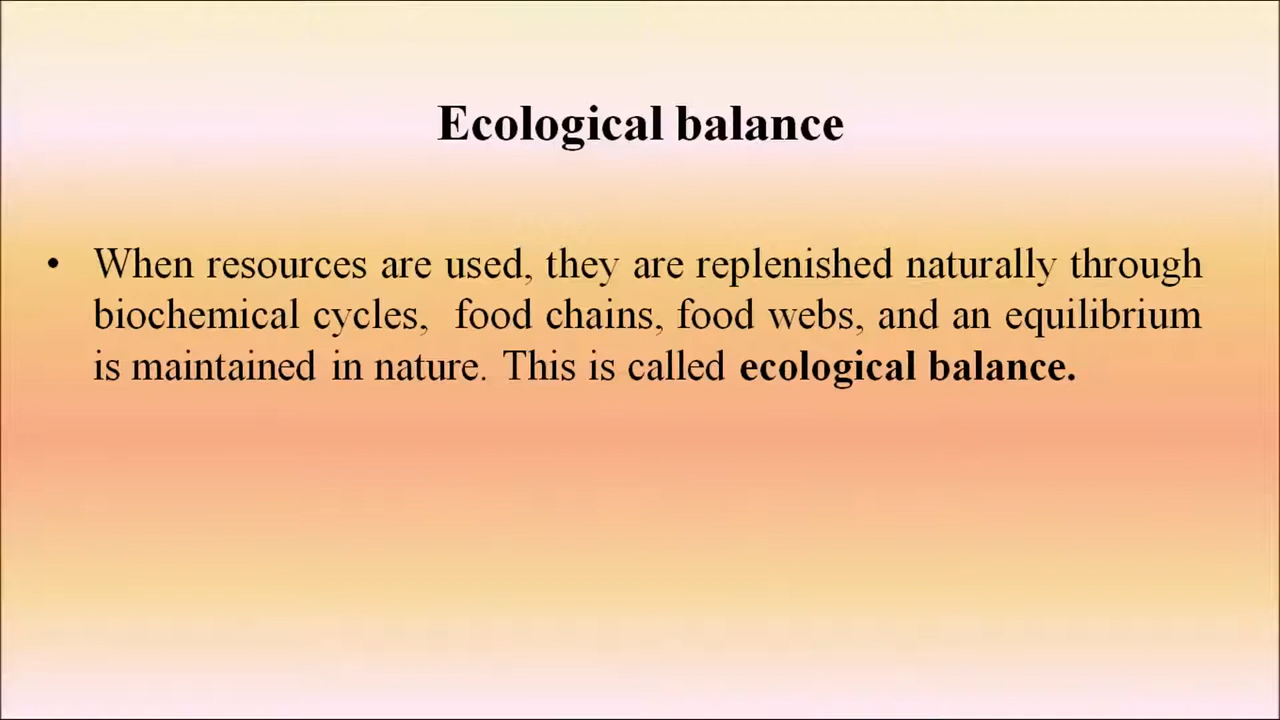 Ecological balance
• When resources are used, they are replenished naturally through
biochemical cycles,  food chains, food webs, and an equilibrium
is maintained in nature. This is called ecological balance.